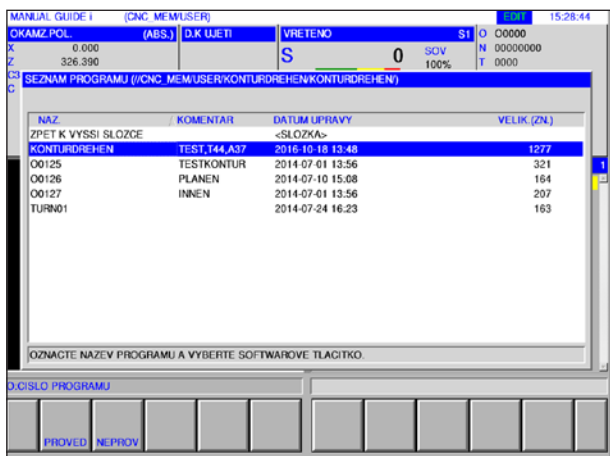 MANUAL GUIDE i (CNC_MEM/USER) EDIT 15:28:44
OKAMZ.POL. (ABS.) D.K UJETI VRETENO S1 O O0000
X 0.000 S 0 SOV N 00000000
Z 326.390 100% T 0000
C3 SEZNAM PROGRAMU (//CNC_MEM/USER/KONTURDREHEN/KONTURDREHEN/)
C
NAZ. / KOMENTAR DATUM UPRAVY VELIK.(ZN.)
ZPET K VYSSI SLOZCE <SLOZKA>
KONTURDREHEN TEST,T44,A37 2016-10-18 13:48 1277
O0125 TESTKONTUR 2014-07-01 13:56 321
O0126 PLANEN 2014-07-10 15:08 164
O0127 INNEN 2014-07-01 13:56 207
TURN01 2014-07-24 16:23 163
1
OZNACTE NAZEV PROGRAMU A VYBERTE SOFTWAROVE TLACITKO.
O:CISLO PROGRAMU
PROVED NEPROV